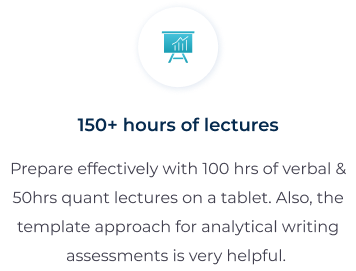 150+ hours of lectures
Prepare effectively with 100 hrs of verbal &
50hrs quant lectures on a tablet. Also, the
template approach for analytical writing
assessments is very helpful.